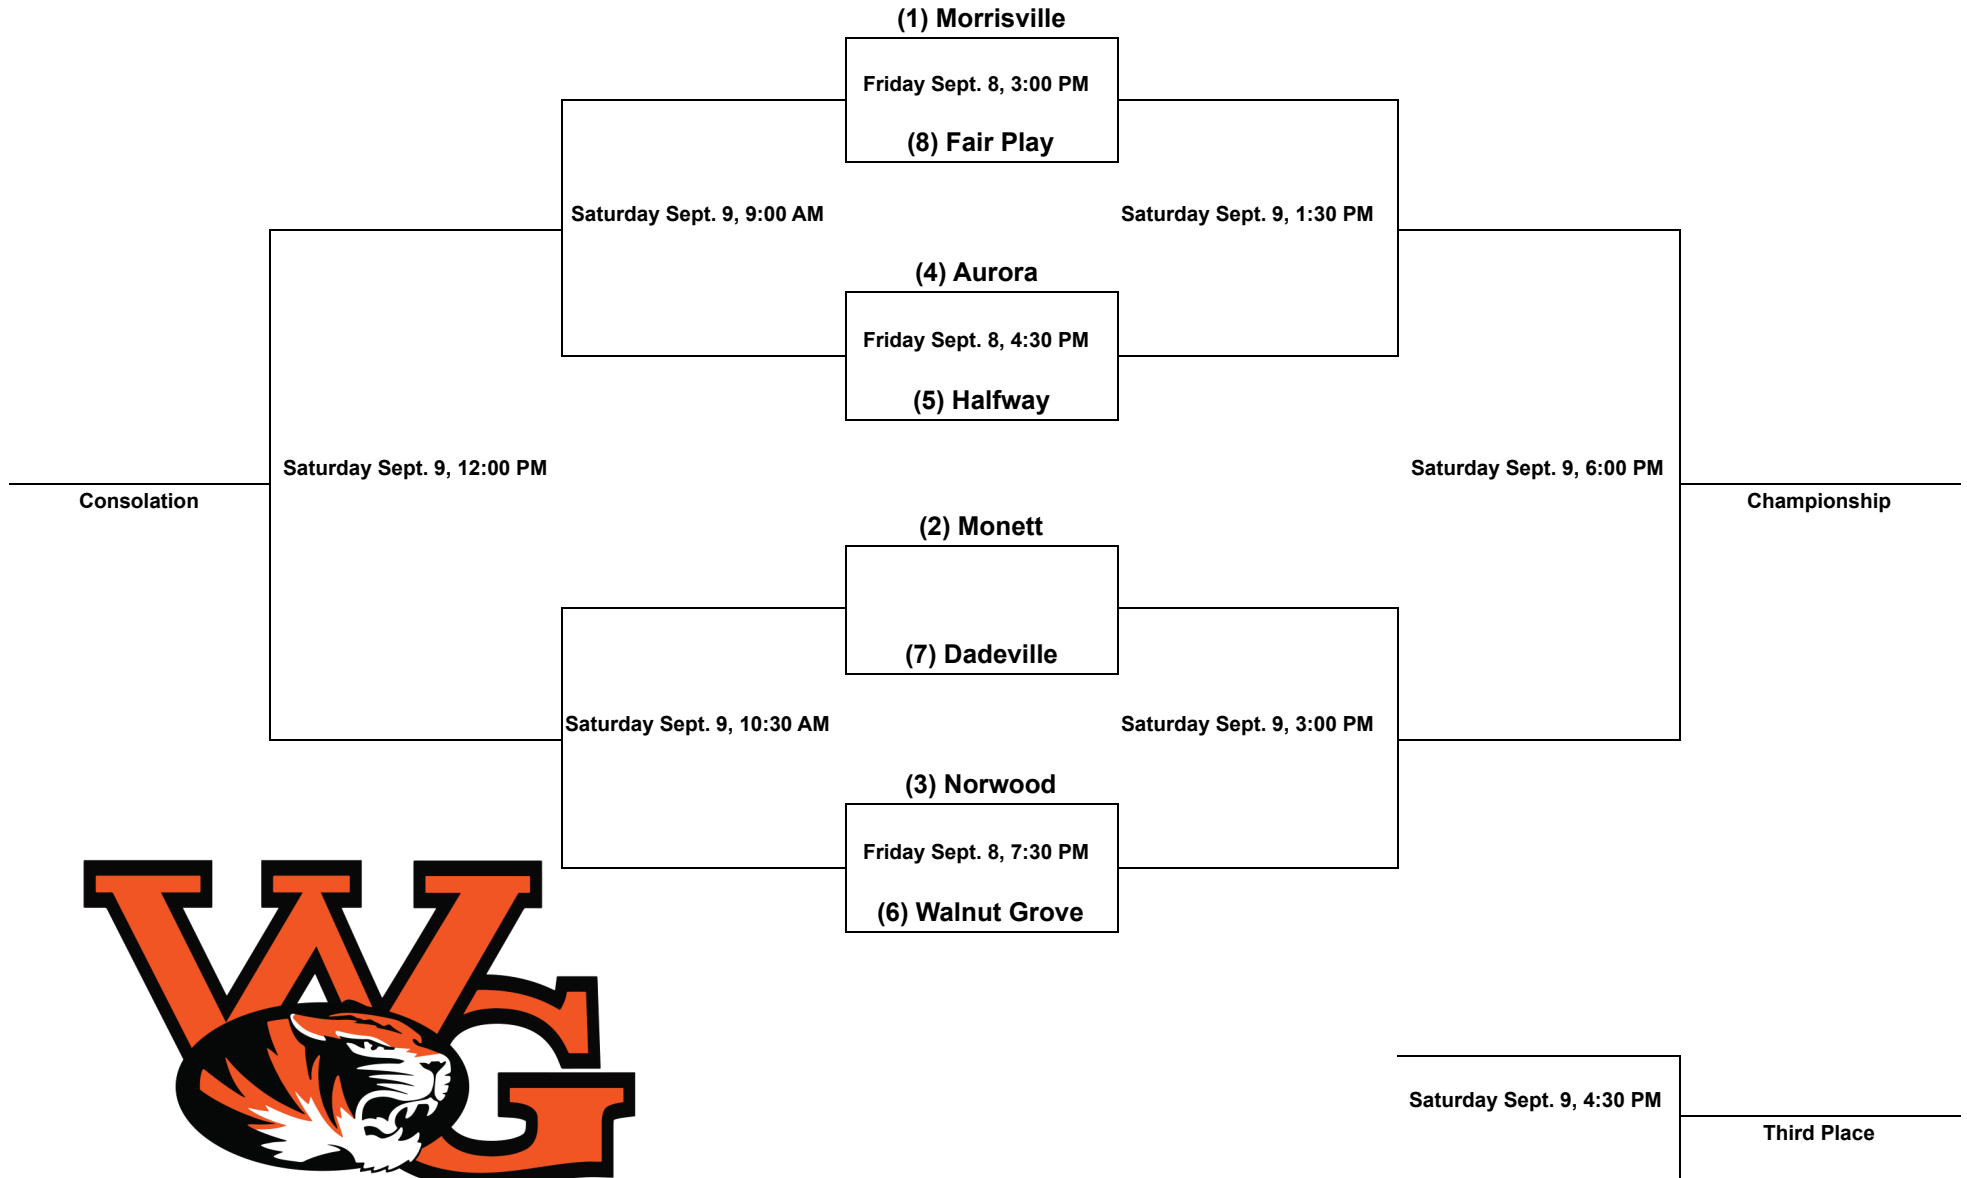 (1) Morrisville
Friday Sept. 8, 3:00 PM
(8) Fair Play
Saturday Sept. 9, 9:00 AM
Saturday Sept. 9, 1:30 PM
(4) Aurora
Friday Sept. 8, 4:30 PM
(5) Halfway
Saturday Sept. 9, 12:00 PM
Saturday Sept. 9, 6:00 PM
Consolation
Championship
(2) Monett
(7) Dadeville
Saturday Sept. 9, 10:30 AM
Saturday Sept. 9, 3:00 PM
(3) Norwood
Friday Sept. 8, 7:30 PM
(6) Walnut Grove
WG
Saturday Sept. 9, 4:30 PM
Third Place